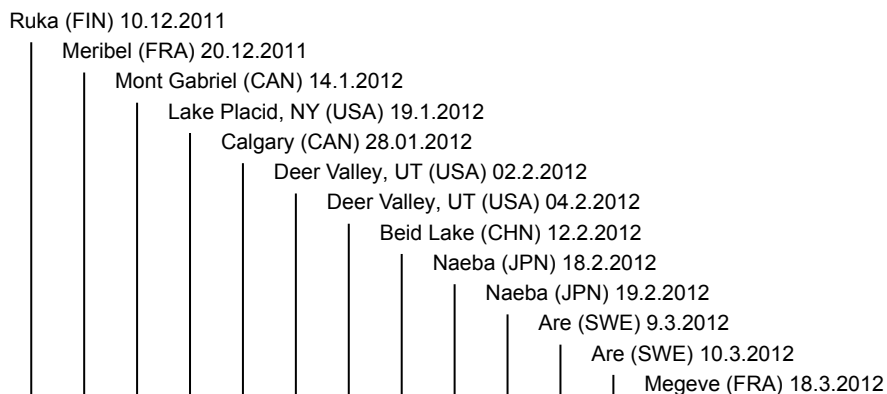 Ruka (FIN) 10.12.2011
Meribel (FRA) 20.12.2011
Mont Gabriel (CAN) 14.1.2012
Lake Placid, NY (USA) 19.1.2012
Calgary (CAN) 28.01.2012
Deer Valley, UT (USA) 02.2.2012
Deer Valley, UT (USA) 04.2.2012
Beid Lake (CHN) 12.2.2012
Naeba (JPN) 18.2.2012
Naeba (JPN) 19.2.2012
Are (SWE) 9.3.2012
Are (SWE) 10.3.2012
Megeve (FRA) 18.3.2012